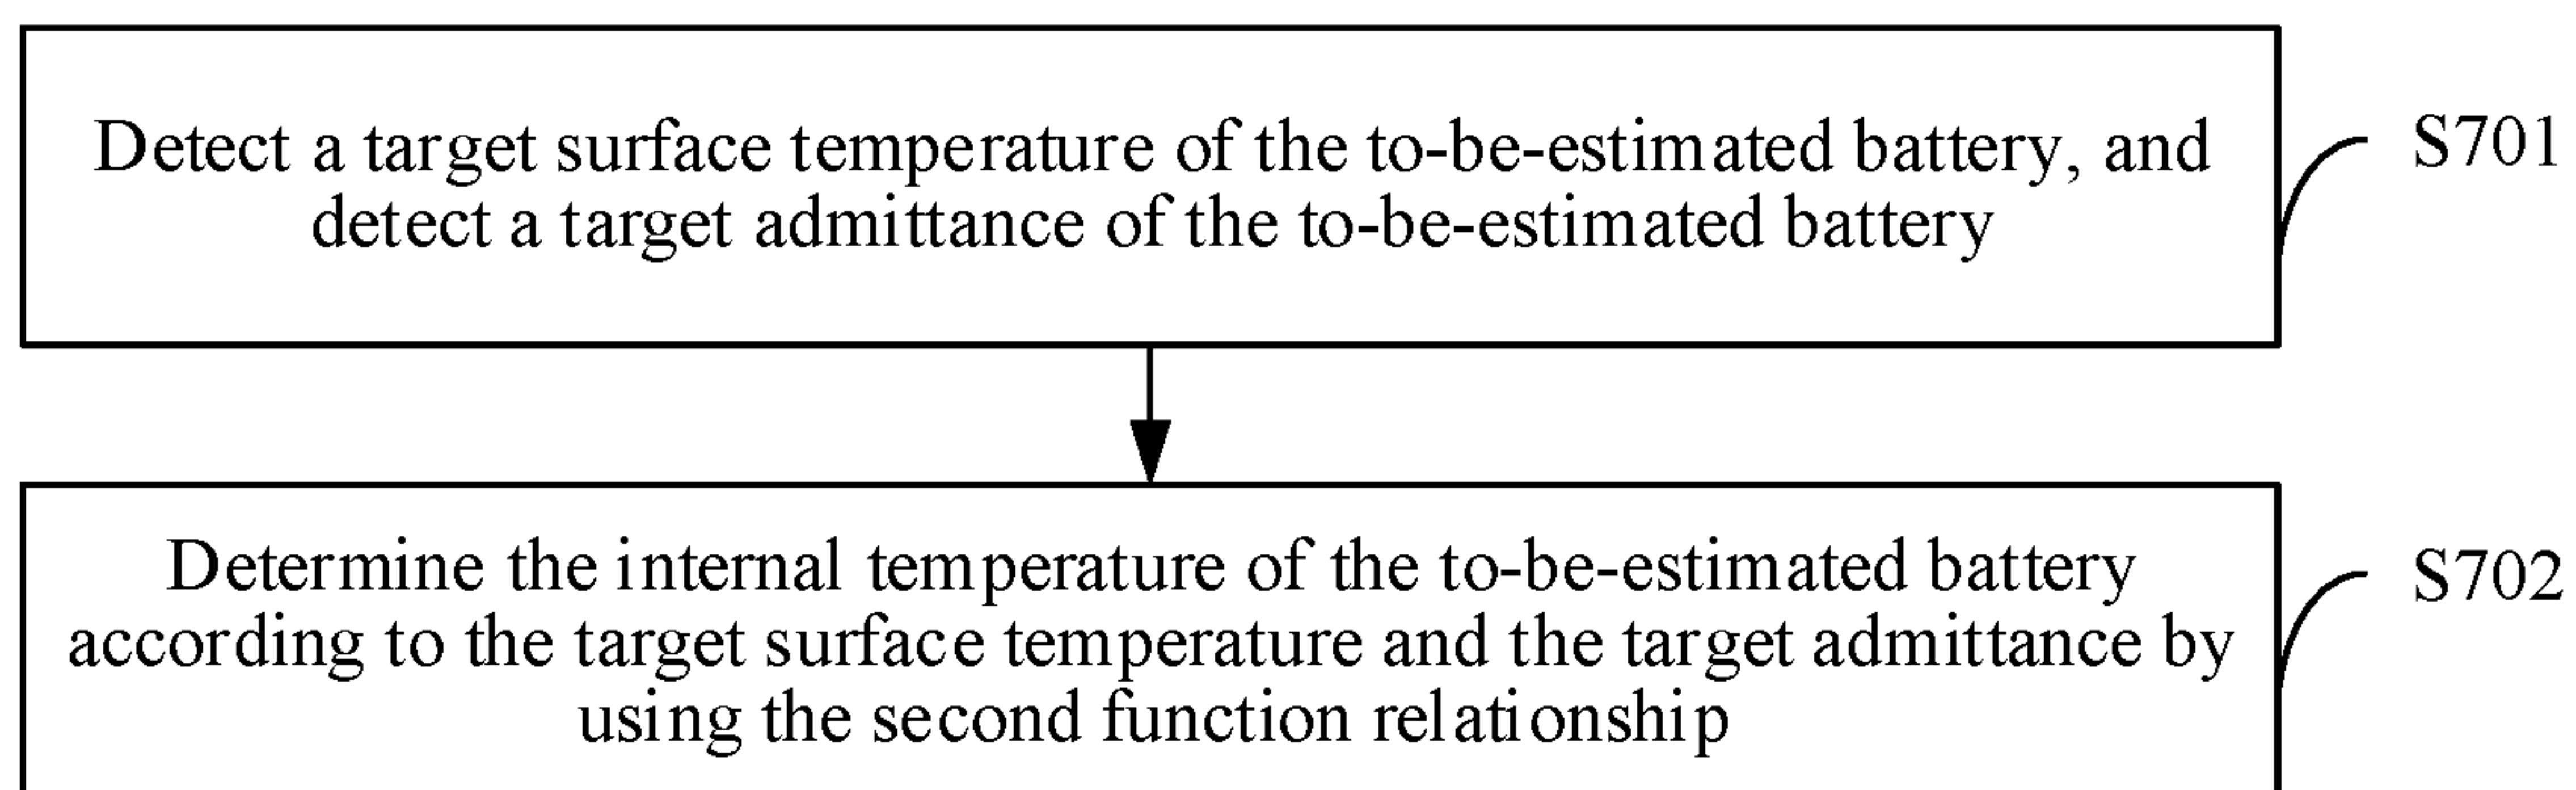 Detect a target surface temperature of the to-be-estimated battery, and
detect a target admittance of the to-be-estimated battery
S701
Determine the internal temperature of the to-be-estimated battery
according to the target surface temperature and the target admittance by
using the second function relationship
S702